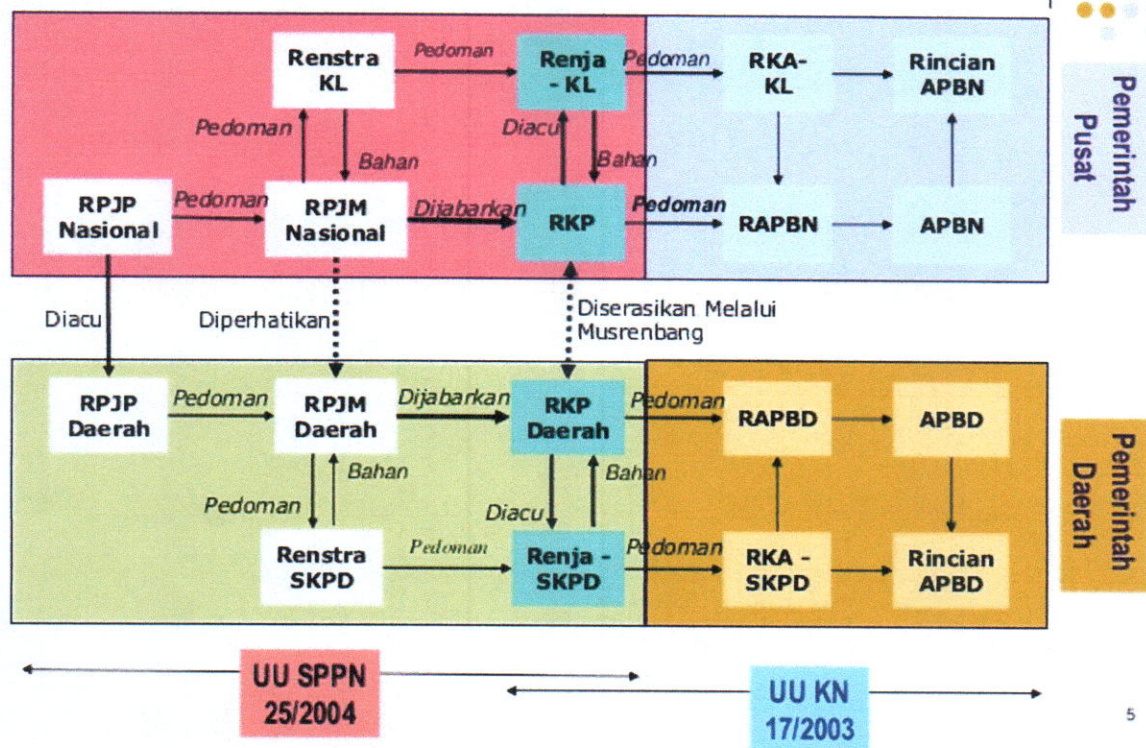 Renstra
KL
Pedoman
Renja
- KL
Pedoman
RKA-
KL
Rincian
APBN
Pemerintah
Pusat
Pedoman
Bahan
Diacu
Bahan
RPJP
Nasional
Pedoman
RPJM
Nasional
Dijabarkan
RKP
Pedoman
RAPBN
APBN
Diacu
Diperhatikan
Diserasikan Melalui
Musrenbang
RPJP
Daerah
Pedoman
RPJM
Daerah
Dijabarkan
RKP
Daerah
Pedoman
RAPBD
APBD
Pemerintah
Daerah
Pedoman
Bahan
Diacu
Bahan
Renstra
SKPD
Pedoman
Renja -
SKPD
Pedoman
RKA -
SKPD
Rincian
APBD
UU SPPN
25/2004
UU KN
17/2003
5